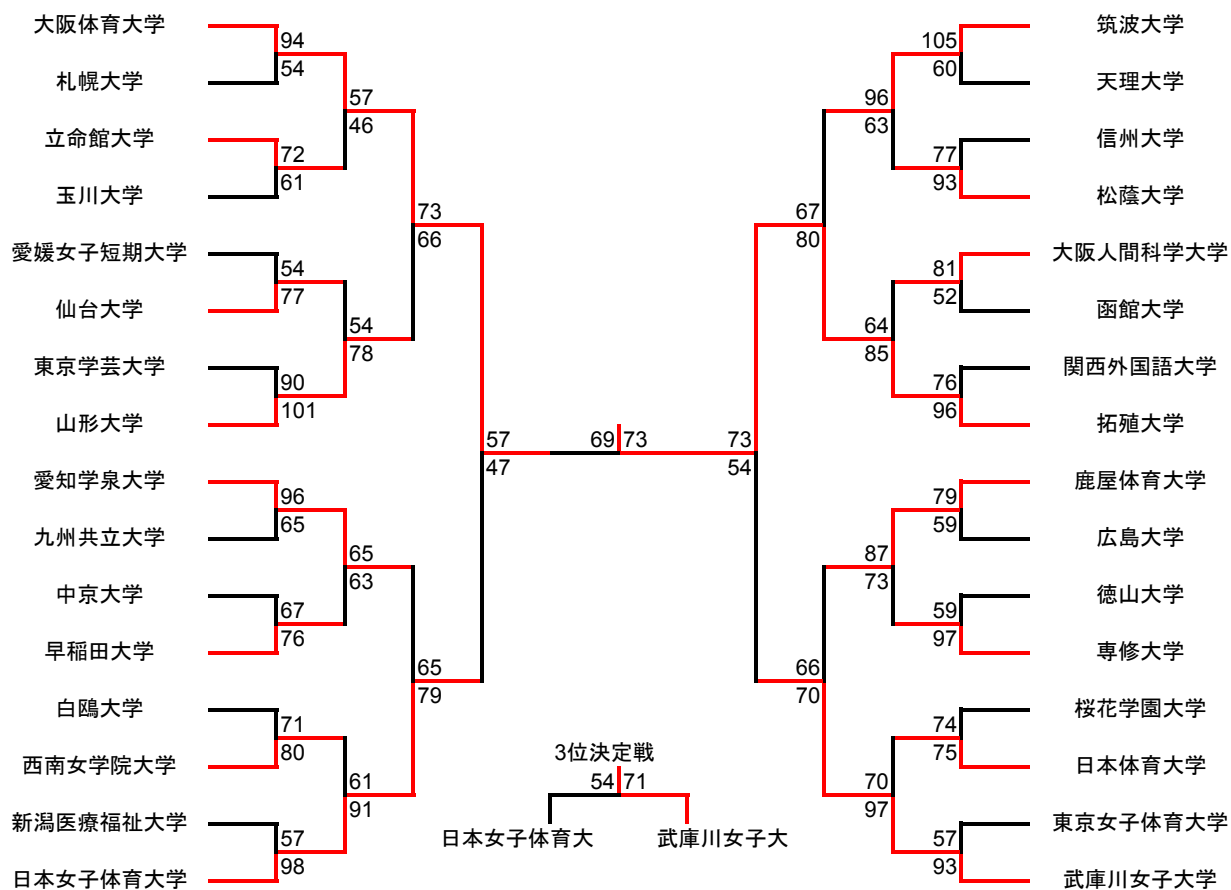 大阪体育大学
94
54
札幌大学
57
46
立命館大学
72
61
玉川大学
73
66
愛媛女子短期大学
54
77
仙台大学
54
78
東京学芸大学
90
101
山形大学
57
47
愛知学泉大学
96
65
九州共立大学
65
63
中京大学
67
76
早稲田大学
65
79
白鴎大学
71
80
西南女学院大学
61
91
新潟医療福祉大学
57
98
日本女子体育大学
69 73
3位決定戦
54 71
日本女子体育大 武庫川女子大
筑波大学
105
60
天理大学
96
63
信州大学
77
93
松蔭大学
67
80
大阪人間科学大学
81
52
函館大学
64
85
関西外国語大学
76
96
拓殖大学
73
54
鹿屋体育大学
79
59
広島大学
87
73
徳山大学
59
97
専修大学
66
70
桜花学園大学
74
75
日本体育大学
70
97
東京女子体育大学
57
93
武庫川女子大学